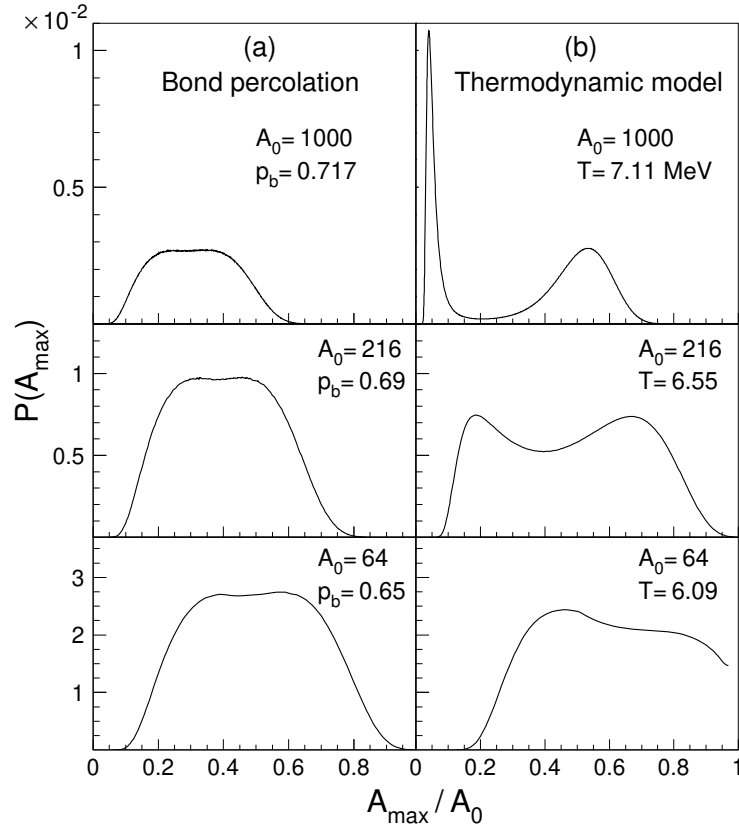 × 10⁻²
(a)
Bond percolation
A₀= 1000
p_b= 0.717
(b)
Thermodynamic model
A₀= 1000
T= 7.11 MeV
1
0.5
A₀= 216
p_b= 0.69
A₀= 216
T= 6.55
1
0.5
A₀= 64
p_b= 0.65
A₀= 64
T= 6.09
3
2
1
P(A_max)
0 0.2 0.4 0.6 0.8 0 0.2 0.4 0.6 0.8 1
A_max / A₀